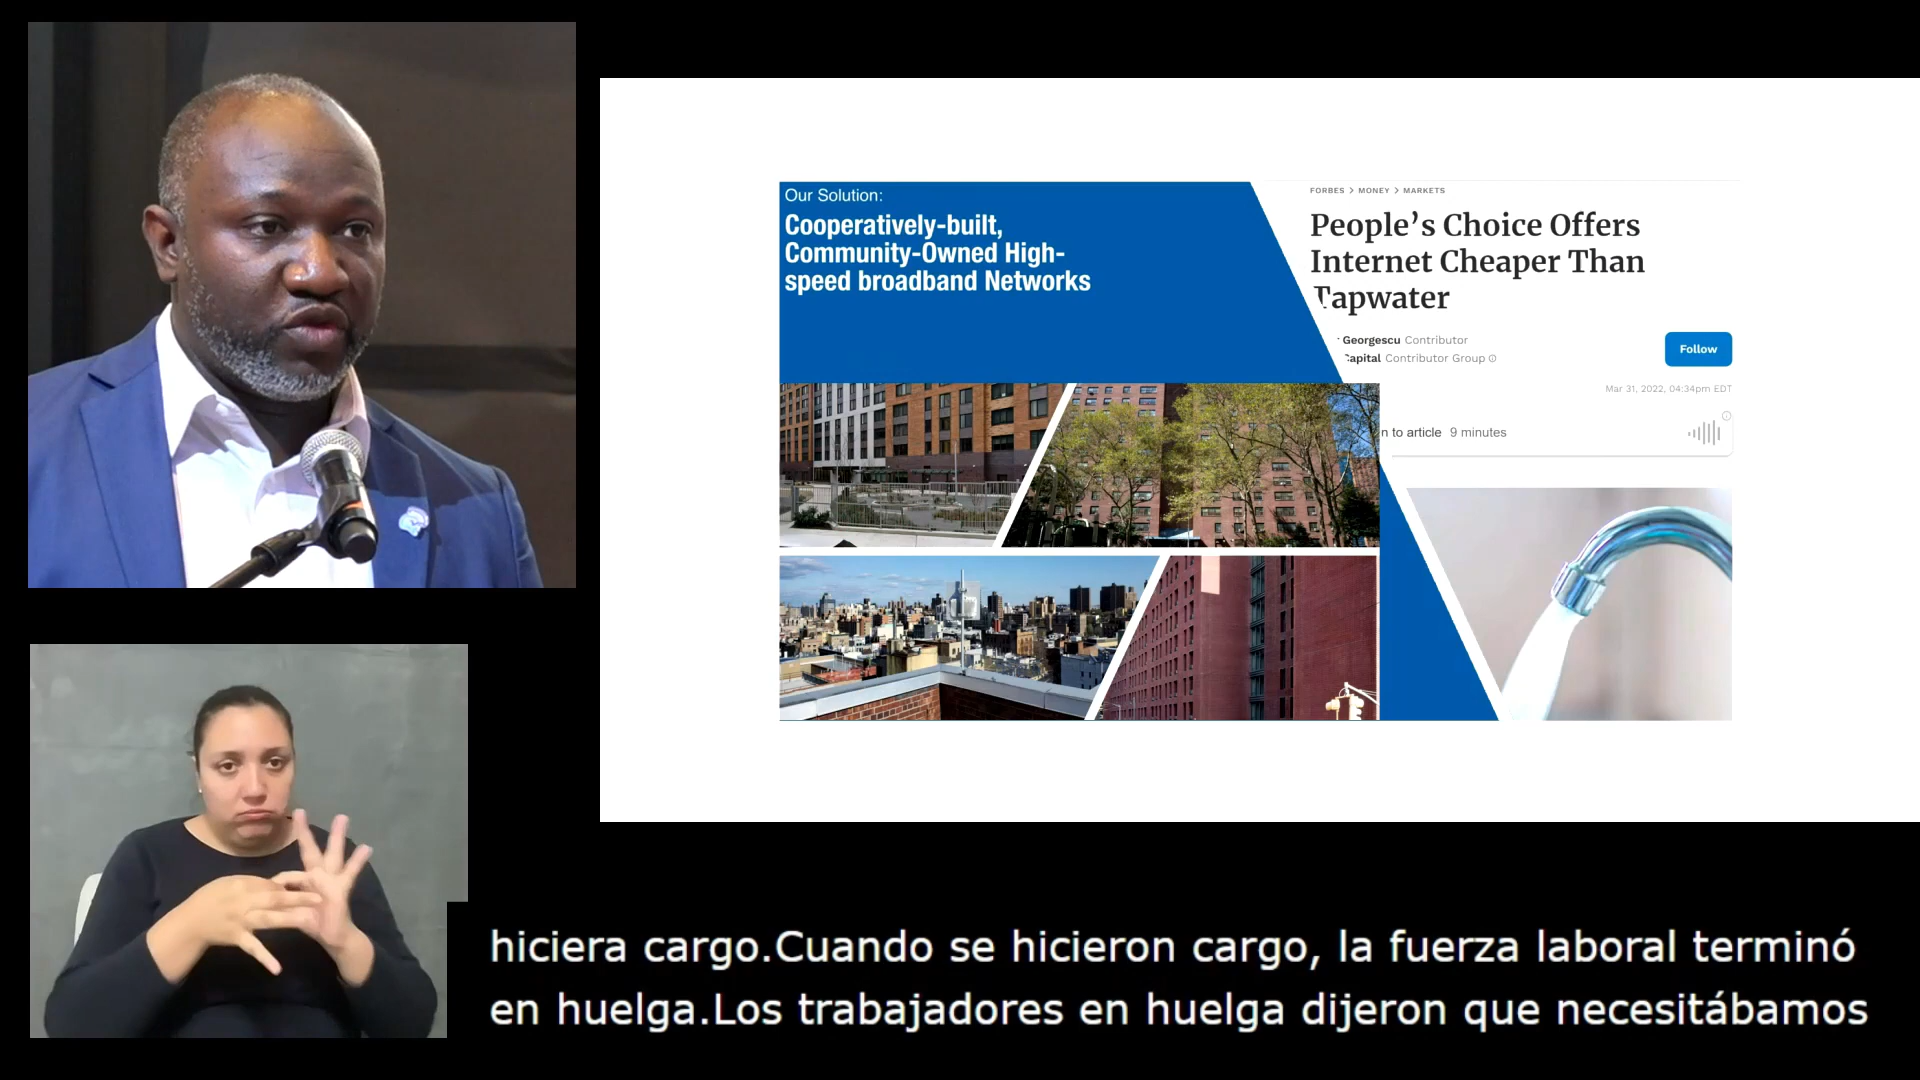 Our Solution:
Cooperatively-built,
Community-Owned High-
speed broadband Networks
FORBES > MONEY > MARKETS
People’s Choice Offers
Internet Cheaper Than
Tapwater
Georgescu Contributor
Capital Contributor Group
Follow
Mar 31, 2022, 04:34pm EDT
n to article 9 minutes
hiciera cargo.Cuando se hicieron cargo, la fuerza laboral terminó
en huelga.Los trabajadores en huelga dijeron que necesitábamos